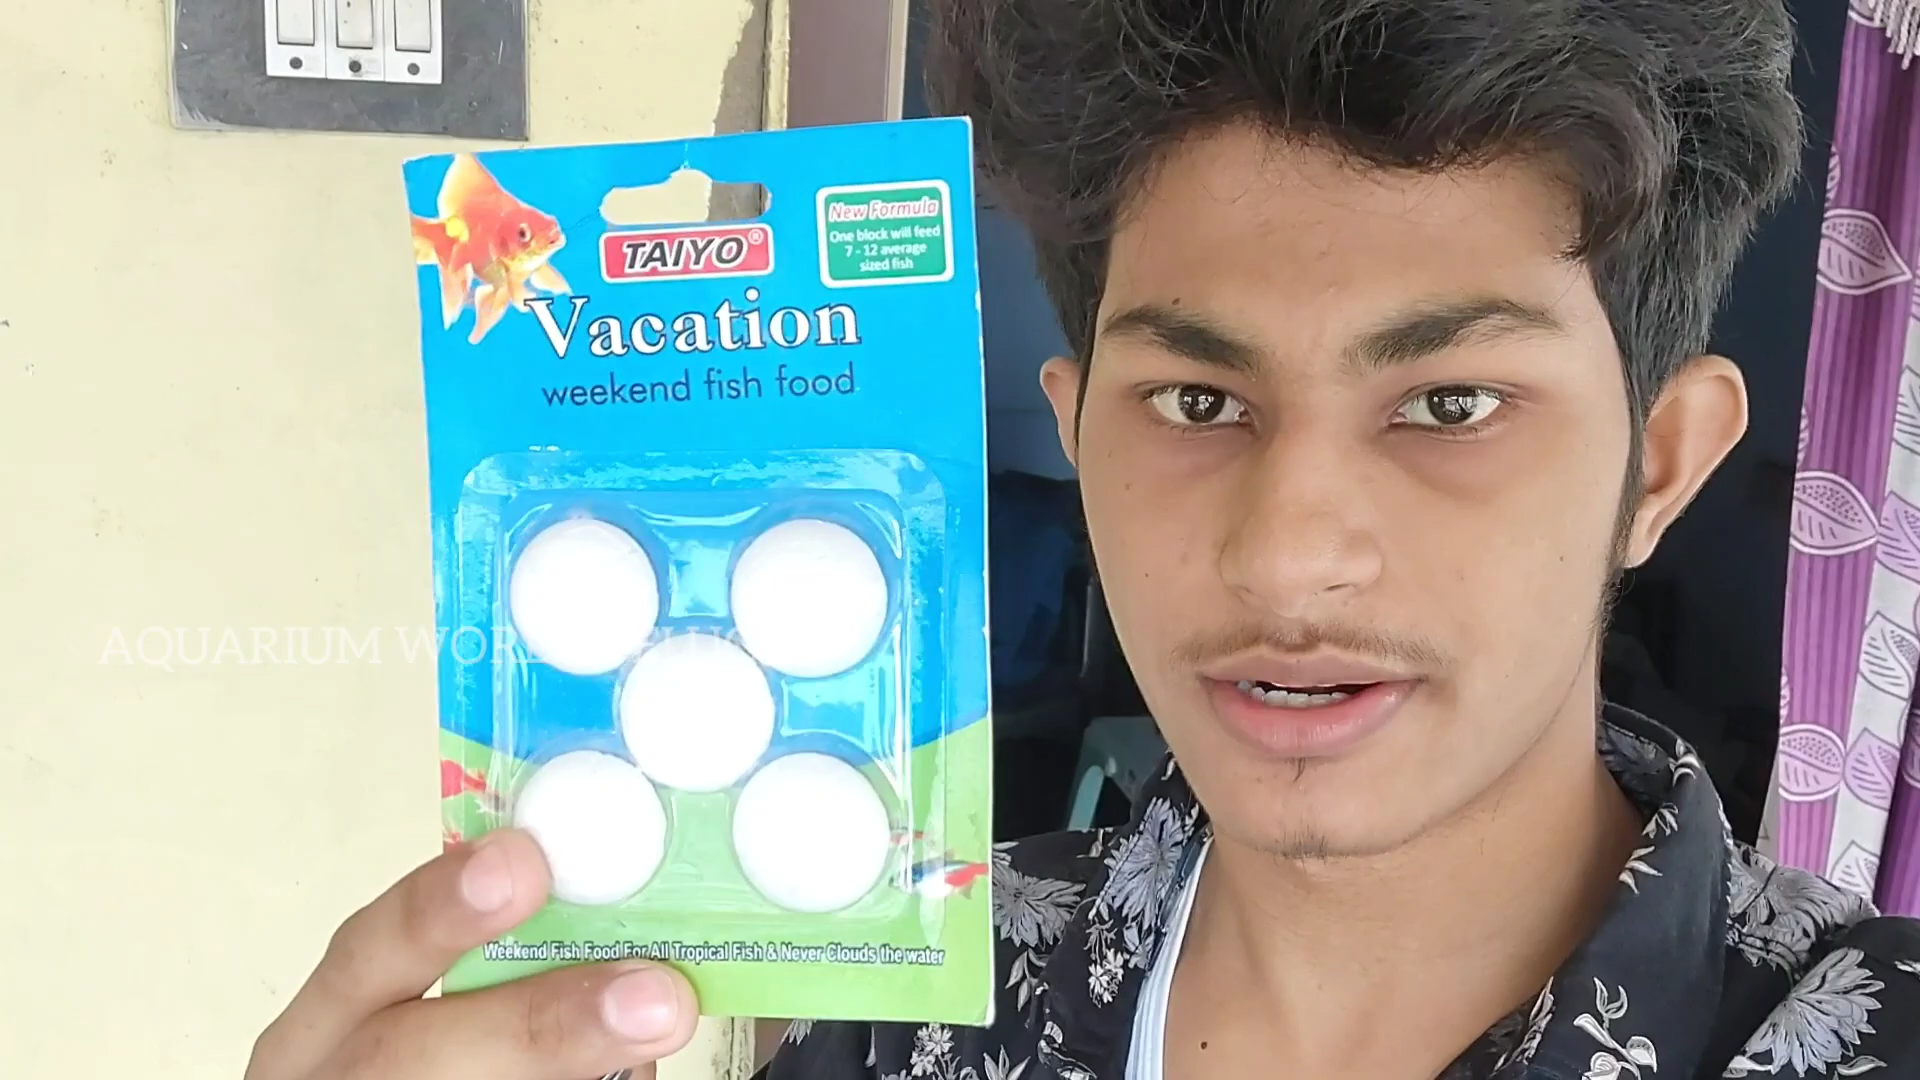 TAIYO®
New Formula
One block will feed
7 - 12 average
sized fish
Vacation
weekend fish food
AQUARIUM
Weekend Fish Food For All Tropical Fish & Never Clouds the water